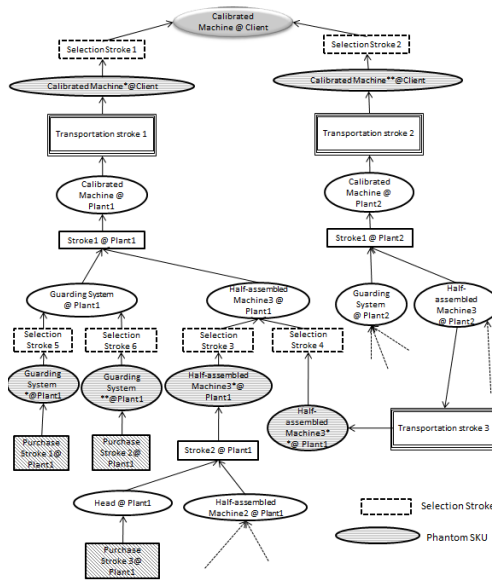 Calibrated
Machine @ Client
Selection Stroke 1
Selection Stroke 2
Calibrated Machine*@Client
Calibrated Machine**@Client
Transportation stroke 1
Transportation stroke 2
Calibrated
Machine @
Plant1
Calibrated
Machine @
Plant2
Stroke1 @ Plant1
Stroke1 @ Plant2
Guarding System
@ Plant1
Half-assembled
Machine3 @
Plant1
Guarding
System
@ Plant2
Half-
assembled
Machine3
@ Plant2
Selection
Stroke 5
Selection
Stroke 6
Selection
Stroke 3
Selection
Stroke 4
Guarding
System
*@Plant1
Guarding
System
**@Plant1
Half-assembled
Machine3*@
Plant1
Half-
assembled
Machine3*
*@ Plant1
Transportation stroke 3
Purchase
Stroke 1@
Plant1
Purchase
Stroke 2@
Plant1
Stroke2 @ Plant1
Head @ Plant1
Half-assembled
Machine2 @ Plant1
Purchase
Stroke 3@
Plant1
Selection Stroke
Phantom SKU